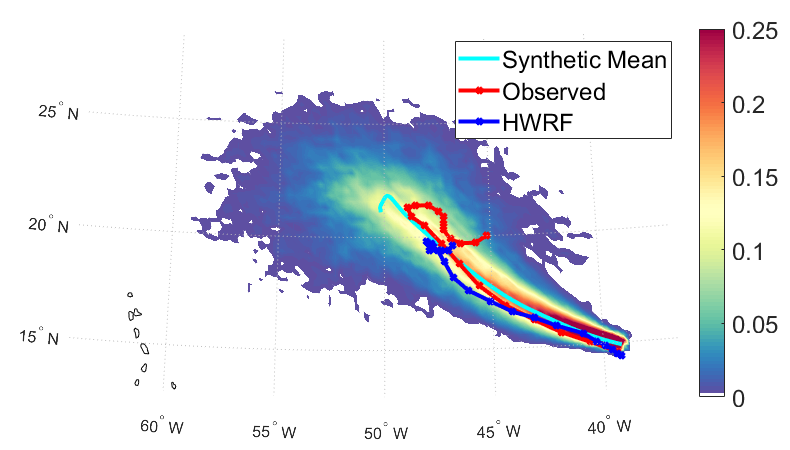 Synthetic Mean
Observed
HWRF
0.25
0.2
0.15
0.1
0.05
0
25° N
20° N
15° N
60° W
55° W
50° W
45° W
40° W